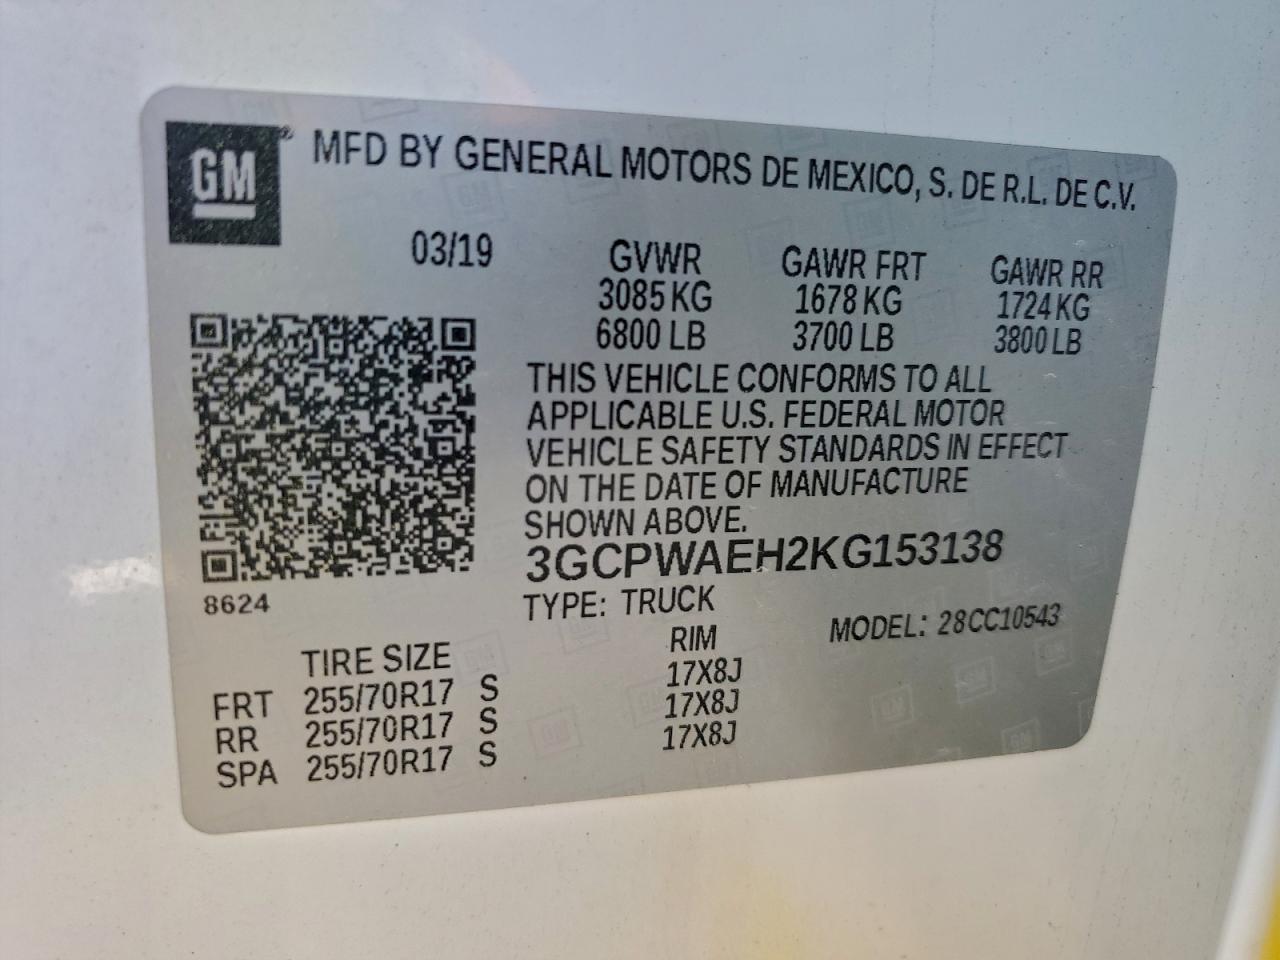 GM ® MFD BY GENERAL MOTORS DE MEXICO, S. DE R.L. DE C.V.
03/19 GVWR GAWR FRT GAWR RR
3085 KG 1678 KG 1724 KG
6800 LB 3700 LB 3800 LB
THIS VEHICLE CONFORMS TO ALL
APPLICABLE U.S. FEDERAL MOTOR
VEHICLE SAFETY STANDARDS IN EFFECT
ON THE DATE OF MANUFACTURE
SHOWN ABOVE.
3GCPWAEH2KG153138
8624 TYPE: TRUCK MODEL: 28CC10543
TIRE SIZE RIM
FRT 255/70R17 S 17X8J
RR 255/70R17 S 17X8J
SPA 255/70R17 S 17X8J